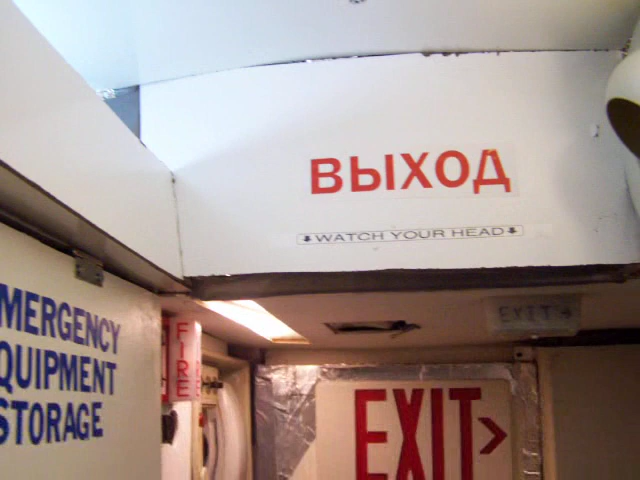 ВЫХОД
WATCH YOUR HEAD
EXIT
MERGENCY
QUIPMENT
STORAGE
FIRE
EXIT